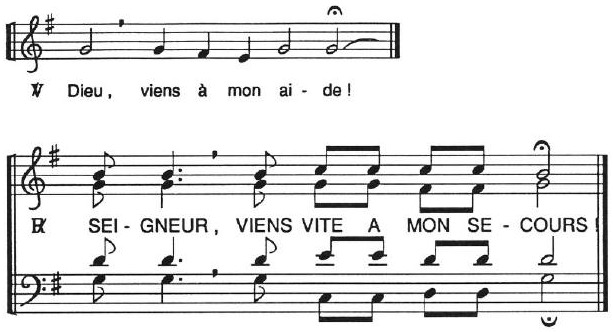 ℣ Dieu, viens à mon ai - de !
℟ SEI - GNEUR, VIENS VITE A MON SE - COURS !